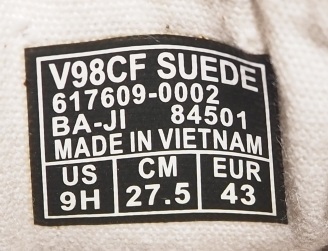 V98CF SUEDE
617609-0002
BA-JI 84501
MADE IN VIETNAM
US CM EUR
9H 27.5 43